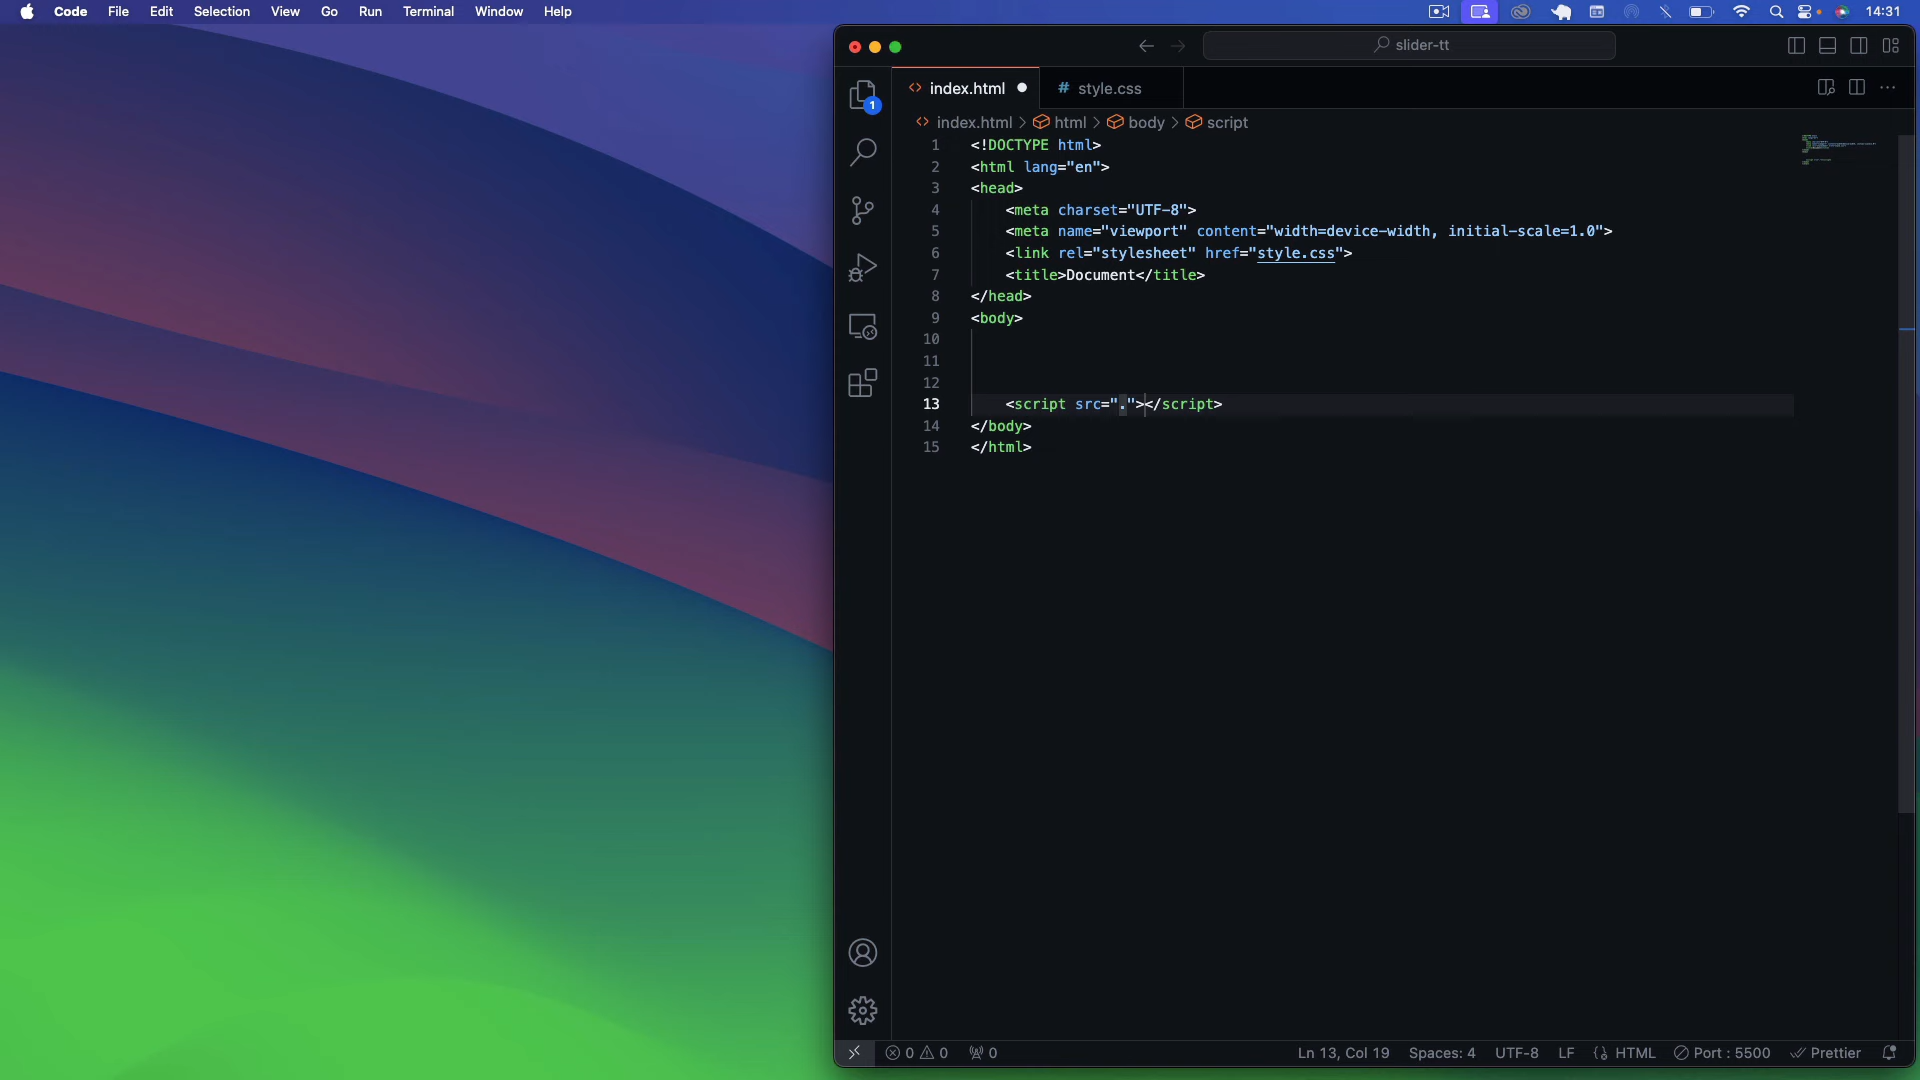 Code File Edit Selection View Go Run Terminal Window Help 14:31
slider-tt
index.html style.css
1
index.html > html > body > script
1 <!DOCTYPE html>
2 <html lang="en">
3 <head>
4 <meta charset="UTF-8">
5 <meta name="viewport" content="width=device-width, initial-scale=1.0">
6 <link rel="stylesheet" href="style.css">
7 <title>Document</title>
8 </head>
9 <body>
10
11
12
13 <script src="."></script>
14 </body>
15 </html>
0 0 0 Ln 13, Col 19 Spaces: 4 UTF-8 LF HTML Port : 5500 Prettier